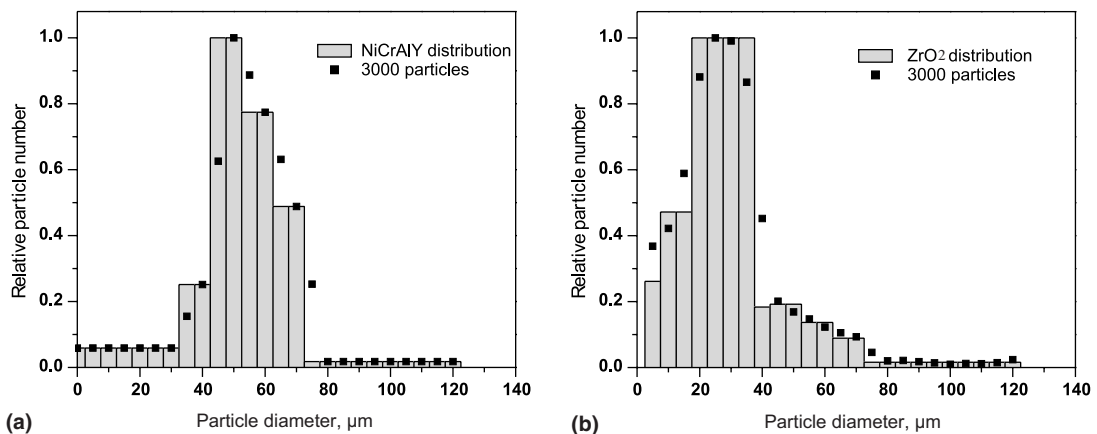 1.0
0.8
0.6
0.4
0.2
0.0
Relative particle number
NiCrAlY distribution
3000 particles
0 20 40 60 80 100 120 140
Particle diameter, µm
(a)
1.0
0.8
0.6
0.4
0.2
0.0
Relative particle number
ZrO2 distribution
3000 particles
0 20 40 60 80 100 120 140
Particle diameter, µm
(b)